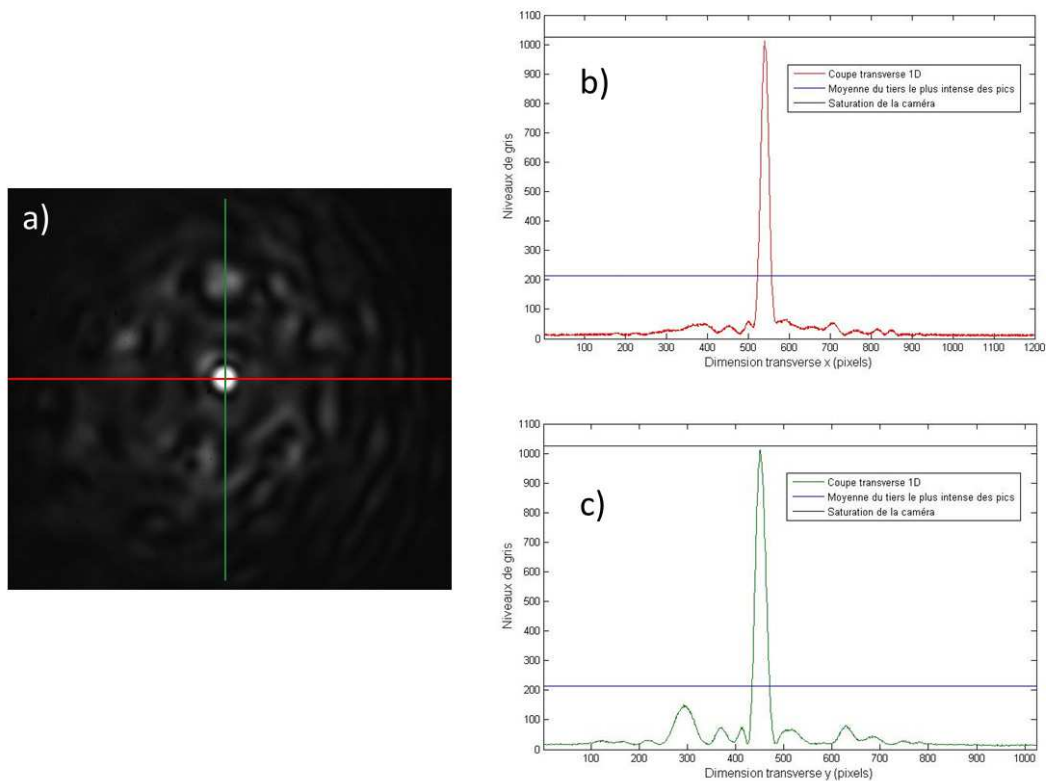 a)
b)
1100
1000
900
800
700
600
500
400
300
200
100
0
Niveaux de gris
Coupe transverse 1D
Moyenne du tiers le plus intense des pics
Saturation de la caméra
100 200 300 400 500 600 700 800 900 1000 1100 1200
Dimension transverse x (pixels)
c)
1100
1000
900
800
700
600
500
400
300
200
100
0
Niveaux de gris
Coupe transverse 1D
Moyenne du tiers le plus intense des pics
Saturation de la caméra
100 200 300 400 500 600 700 800 900 1000
Dimension transverse y (pixels)